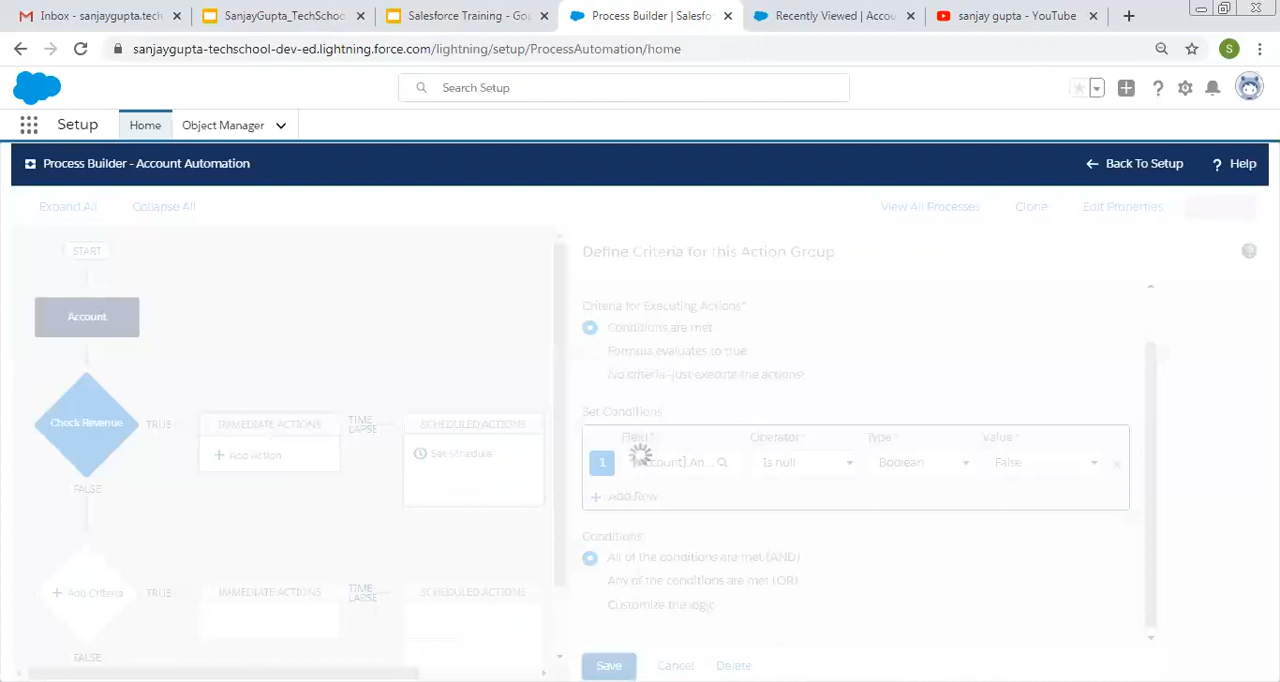 Inbox - sanjaygupta.tech
SanjayGupta_TechSchool
Salesforce Training - Goo
Process Builder | Salesfo
Recently Viewed | Accou
sanjay gupta - YouTube
sanjaygupta-techschool-dev-ed.lightning.force.com/lightning/setup/ProcessAutomation/home
S
Search Setup
Setup
Home
Object Manager
Process Builder - Account Automation
Back To Setup
? Help
Expand All
Collapse All
View All Processes
Clone
Edit Properties
START
Account
Check Revenue
TRUE
IMMEDIATE ACTIONS
+ Add Action
TIME LAPSE
SCHEDULED ACTIONS
Set Schedule
FALSE
+ Add Criteria
TRUE
IMMEDIATE ACTIONS
TIME LAPSE
SCHEDULED ACTIONS
FALSE
Define Criteria for this Action Group
Criteria for Executing Actions*
Conditions are met
Formula evaluates to true
No criteria-just execute the actions!
Set Conditions
Field*
Operator*
Type*
Value*
1
[Account].An...
Is null
Boolean
False
+ Add Row
Conditions*
All of the conditions are met (AND)
Any of the conditions are met (OR)
Customize the logic
Save
Cancel
Delete